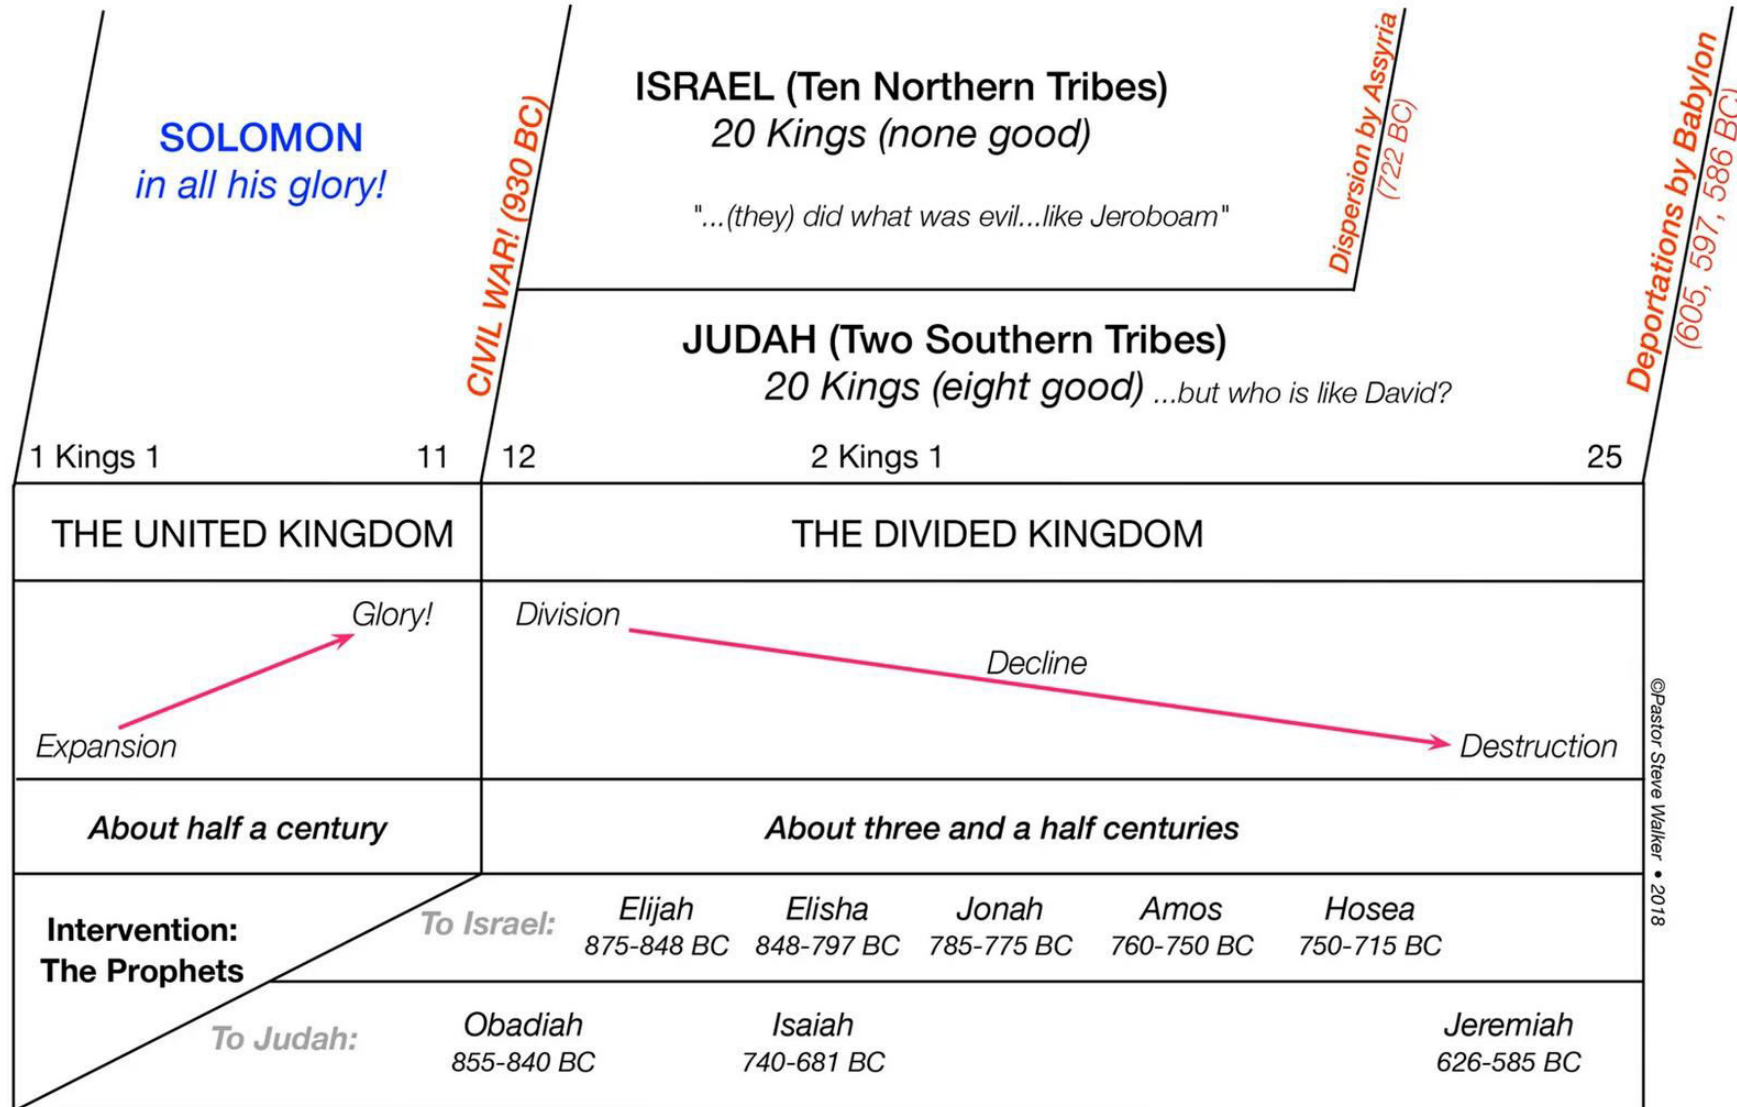 SOLOMON
in all his glory!
CIVIL WAR! (930 BC)
ISRAEL (Ten Northern Tribes)
20 Kings (none good)
"...(they) did what was evil...like Jeroboam"
Dispersion by Assyria
(722 BC)
Deportations by Babylon
(605, 597, 586 BC)
JUDAH (Two Southern Tribes)
20 Kings (eight good) ...but who is like David?
1 Kings 1 11 12 2 Kings 1 25
THE UNITED KINGDOM THE DIVIDED KINGDOM
Glory! Division
Decline
Expansion Destruction
About half a century About three and a half centuries
Intervention:
The Prophets
To Israel:
Elijah Elisha Jonah Amos Hosea
875-848 BC 848-797 BC 785-775 BC 760-750 BC 750-715 BC
To Judah:
Obadiah Isaiah Jeremiah
855-840 BC 740-681 BC 626-585 BC
©Pastor Steve Walker • 2018